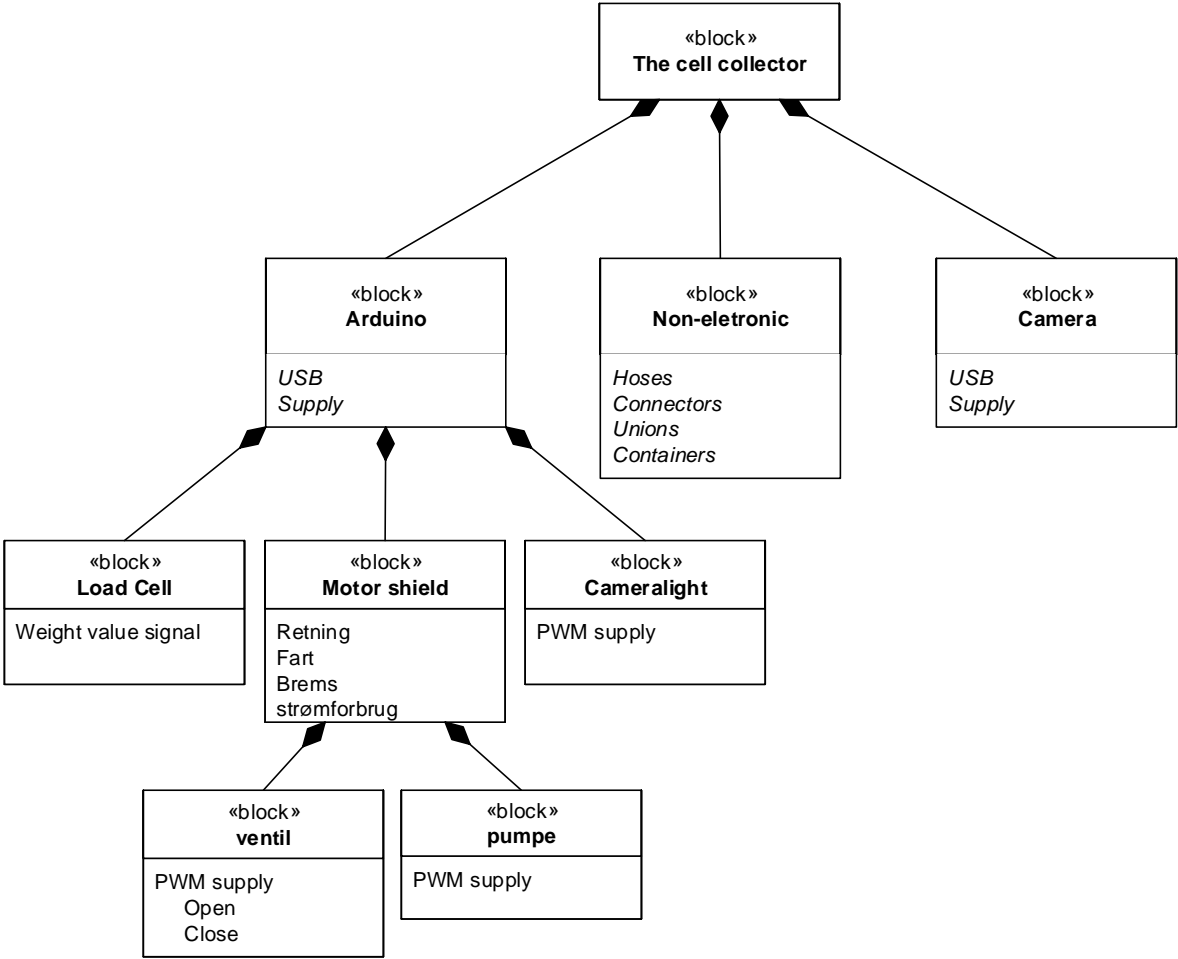 «block»
The cell collector
«block»
Arduino
USB
Supply
«block»
Non-eletronic
Hoses
Connectors
Unions
Containers
«block»
Camera
USB
Supply
«block»
Load Cell
Weight value signal
«block»
Motor shield
Retning
Fart
Brems
strømforbrug
«block»
Cameralight
PWM supply
«block»
ventil
PWM supply
Open
Close
«block»
pumpe
PWM supply